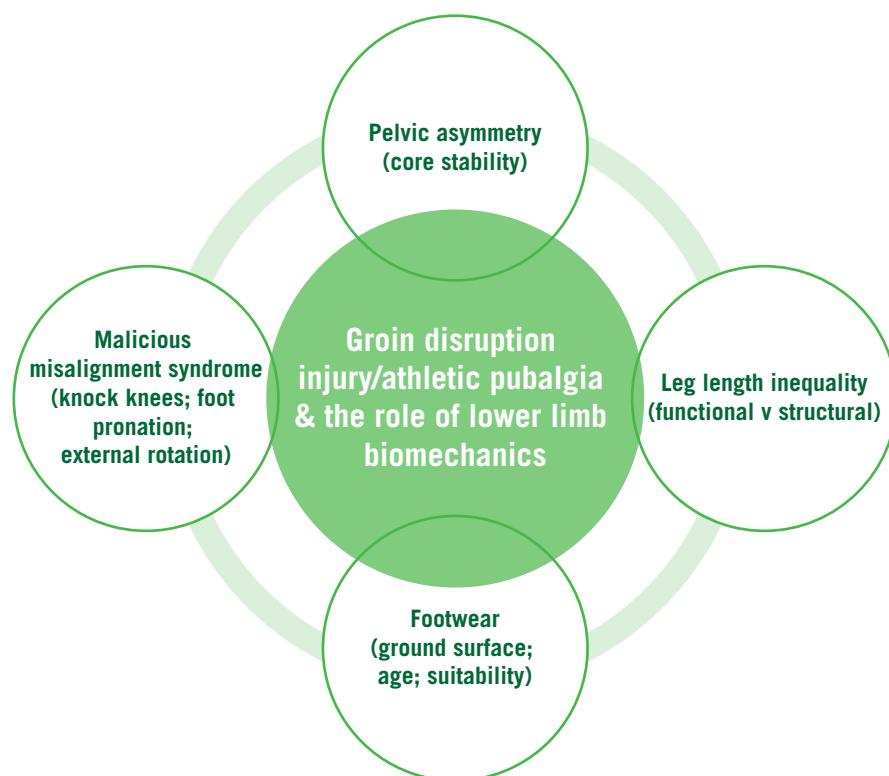 Pelvic asymmetry
(core stability)
Malicious
misalignment syndrome
(knock knees; foot
pronation;
external rotation)
Groin disruption
injury/athletic pubalgia
& the role of lower limb
biomechanics
Leg length inequality
(functional v structural)
Footwear
(ground surface;
age; suitability)